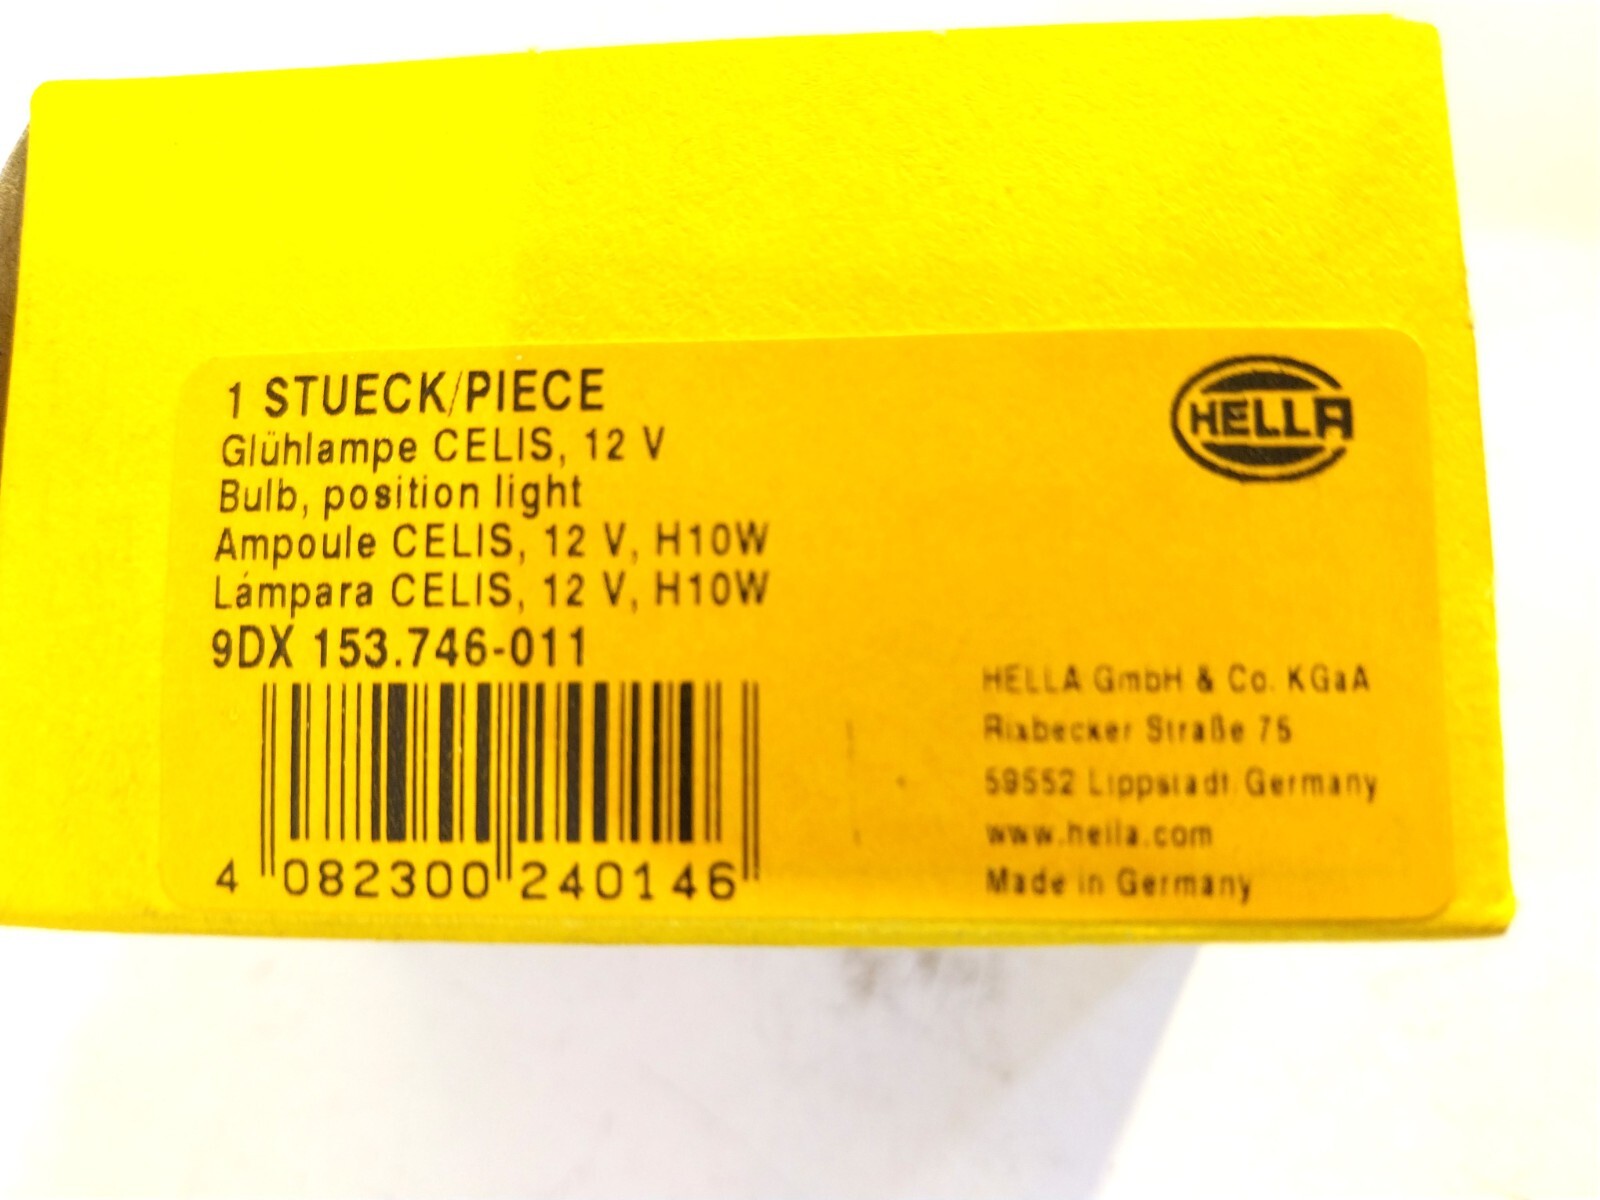 1 STUECK/PIECE
Glühlampe CELIS, 12 V
Bulb, position light
Ampoule CELIS, 12 V, H10W
Lámpara CELIS, 12 V, H10W
9DX 153.746-011
4 082300 240146
HELLA
HELLA GmbH & Co. KGaA
Rixbecker Straße 75
59552 Lippstadt/Germany
www.hella.com
Made in Germany